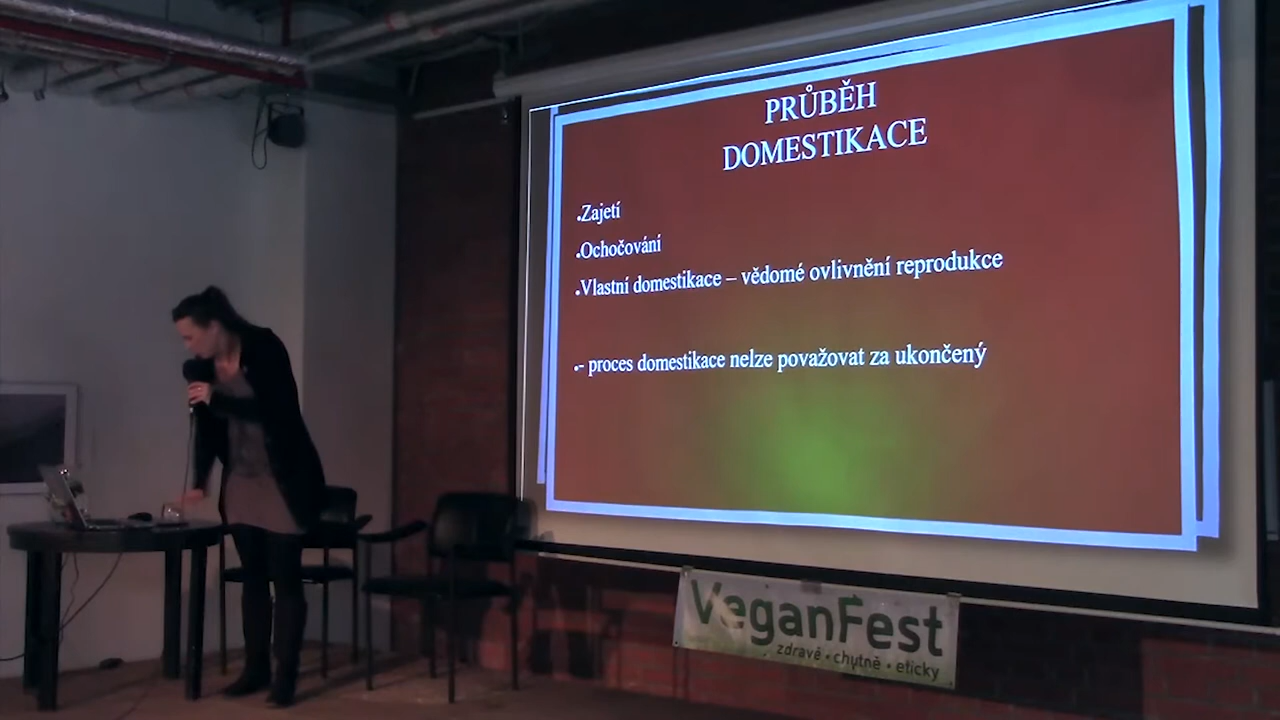 PRŮBĚH
DOMESTIKACE
•Zajetí
•Ochočování
•Vlastní domestikace – vědomé ovlivnění reprodukce
•- proces domestikace nelze považovat za ukončený
VeganFest
zdravě • chutně • eticky